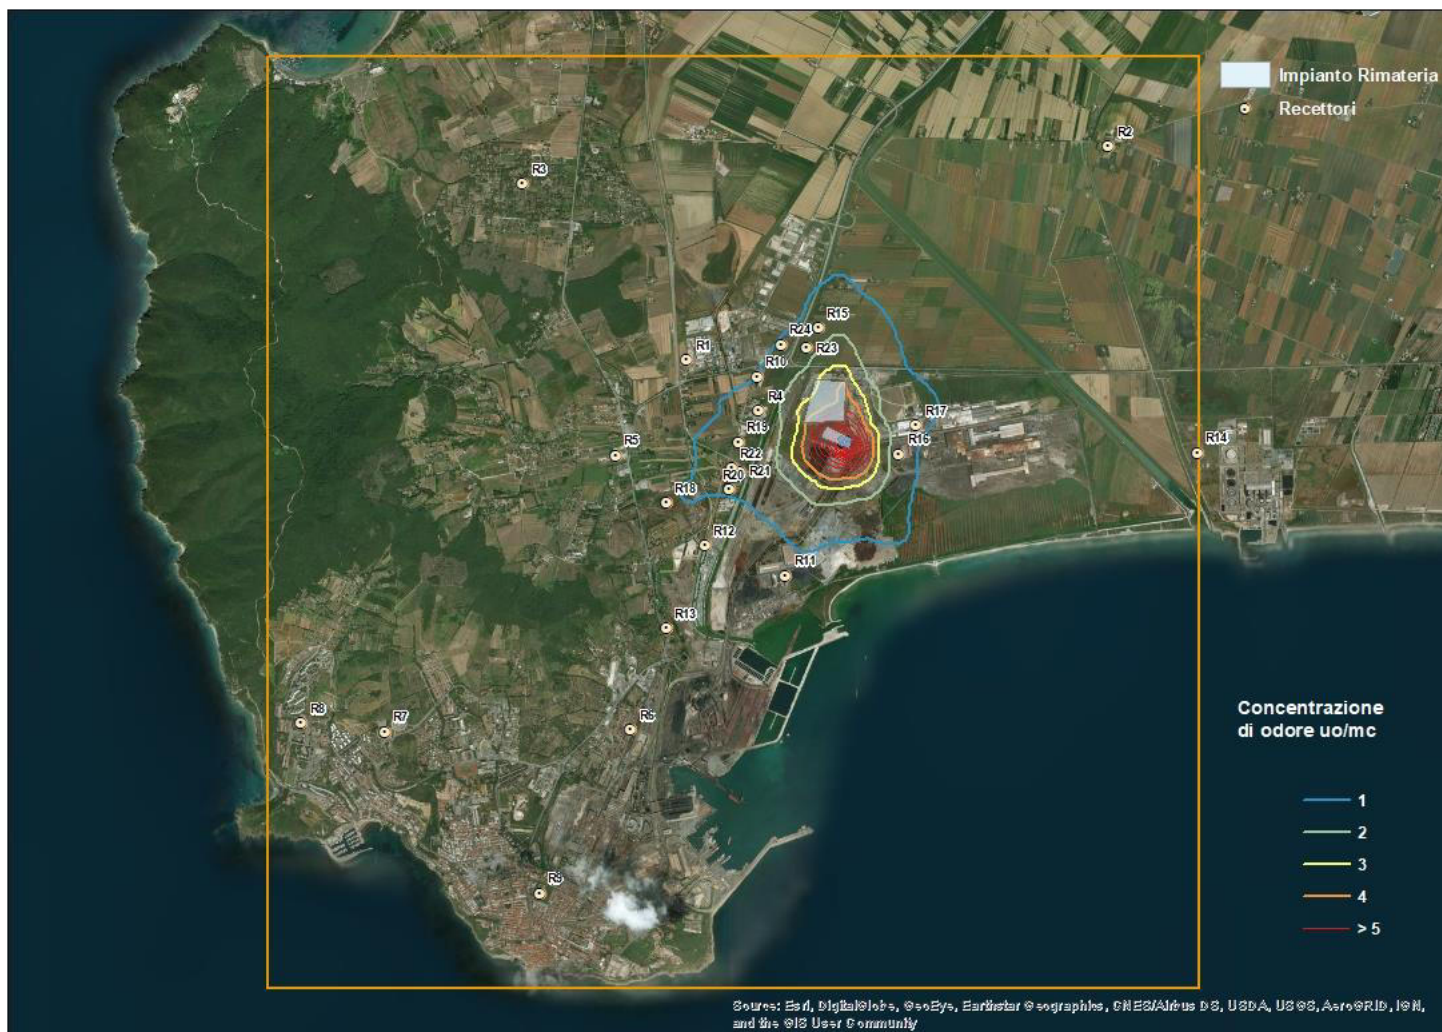 Impianto Rimateria
Recettori
R2
R3
R15
R24
R23
R1
R10
R4
R17
R19
R5
R22
R16
R14
R21
R20
R18
R12
R11
R13
R8
R7
R6
R9
Concentrazione
di odore uo/mc
1
2
3
4
> 5
Source: Esri, DigitalGlobe, GeoEye, Earthstar Geographics, CNES/Airbus DS, USDA, USGS, AeroGRID, IGN,
and the GIS User Community